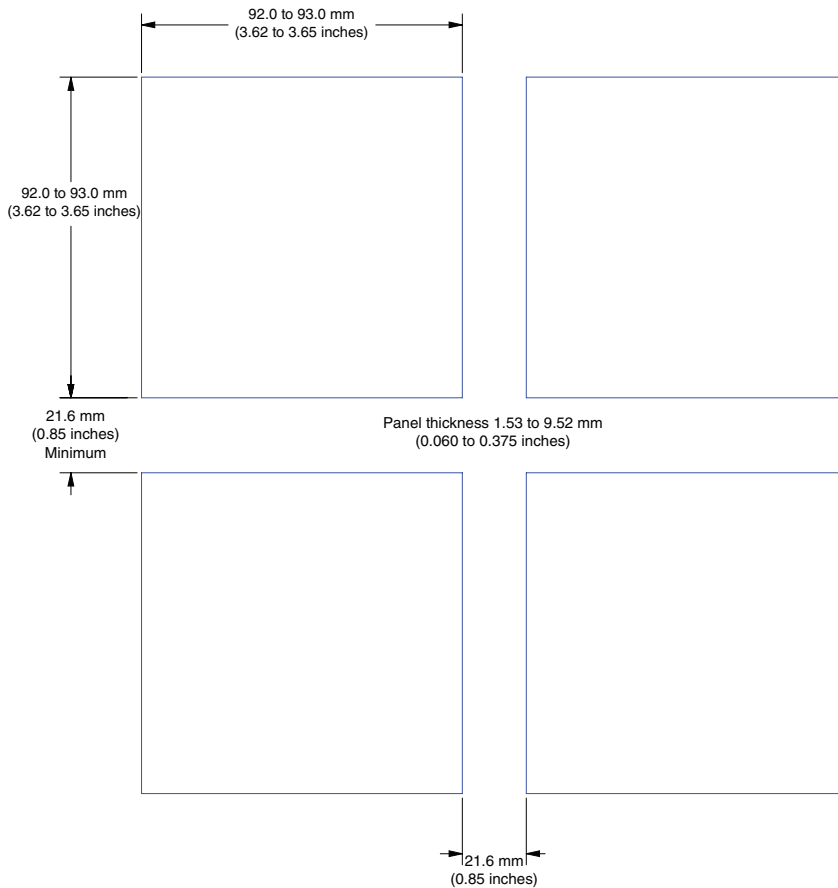 92.0 to 93.0 mm
(3.62 to 3.65 inches)
92.0 to 93.0 mm
(3.62 to 3.65 inches)
21.6 mm
(0.85 inches)
Minimum
Panel thickness 1.53 to 9.52 mm
(0.060 to 0.375 inches)
21.6 mm
(0.85 inches)